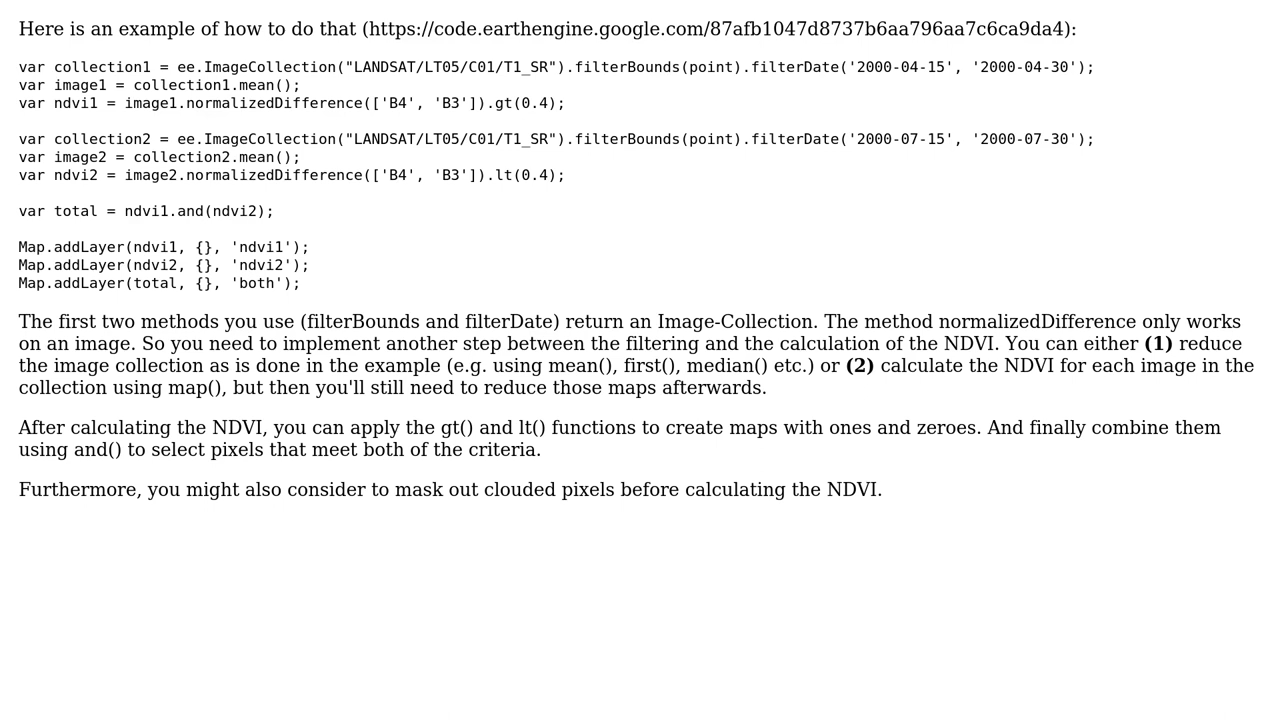 Here is an example of how to do that (https://code.earthengine.google.com/87afb1047d8737b6aa796aa7c6ca9da4):
var collection1 = ee.ImageCollection("LANDSAT/LT05/C01/T1_SR").filterBounds(point).filterDate('2000-04-15', '2000-04-30');
var image1 = collection1.mean();
var ndvi1 = image1.normalizedDifference(['B4', 'B3']).gt(0.4);
var collection2 = ee.ImageCollection("LANDSAT/LT05/C01/T1_SR").filterBounds(point).filterDate('2000-07-15', '2000-07-30');
var image2 = collection2.mean();
var ndvi2 = image2.normalizedDifference(['B4', 'B3']).lt(0.4);
var total = ndvi1.and(ndvi2);
Map.addLayer(ndvi1, {}, 'ndvi1');
Map.addLayer(ndvi2, {}, 'ndvi2');
Map.addLayer(total, {}, 'both');
The first two methods you use (filterBounds and filterDate) return an Image-Collection. The method normalizedDifference only works
on an image. So you need to implement another step between the filtering and the calculation of the NDVI. You can either (1) reduce
the image collection as is done in the example (e.g. using mean(), first(), median() etc.) or (2) calculate the NDVI for each image in the
collection using map(), but then you'll still need to reduce those maps afterwards.
After calculating the NDVI, you can apply the gt() and lt() functions to create maps with ones and zeroes. And finally combine them
using and() to select pixels that meet both of the criteria.
Furthermore, you might also consider to mask out clouded pixels before calculating the NDVI.